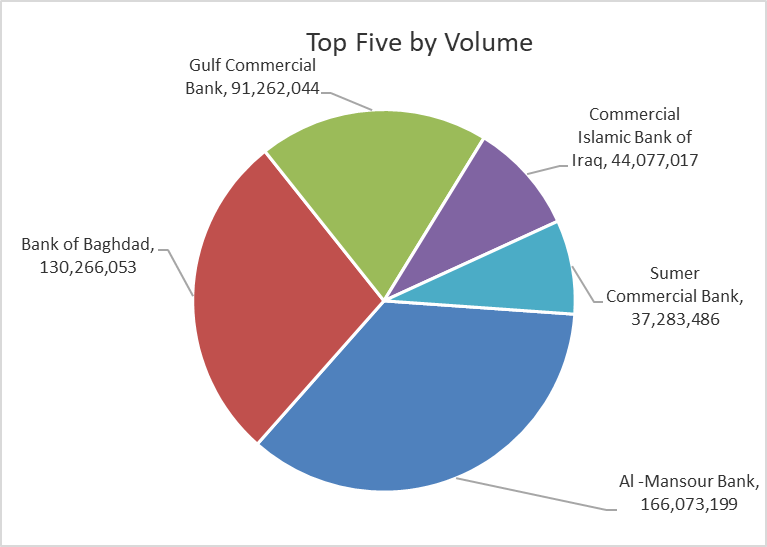 Top Five by Volume
Gulf Commercial
Bank, 91,262,044
Commercial
Islamic Bank of
Iraq, 44,077,017
Bank of Baghdad,
130,266,053
Sumer
Commercial Bank,
37,283,486
Al -Mansour Bank,
166,073,199